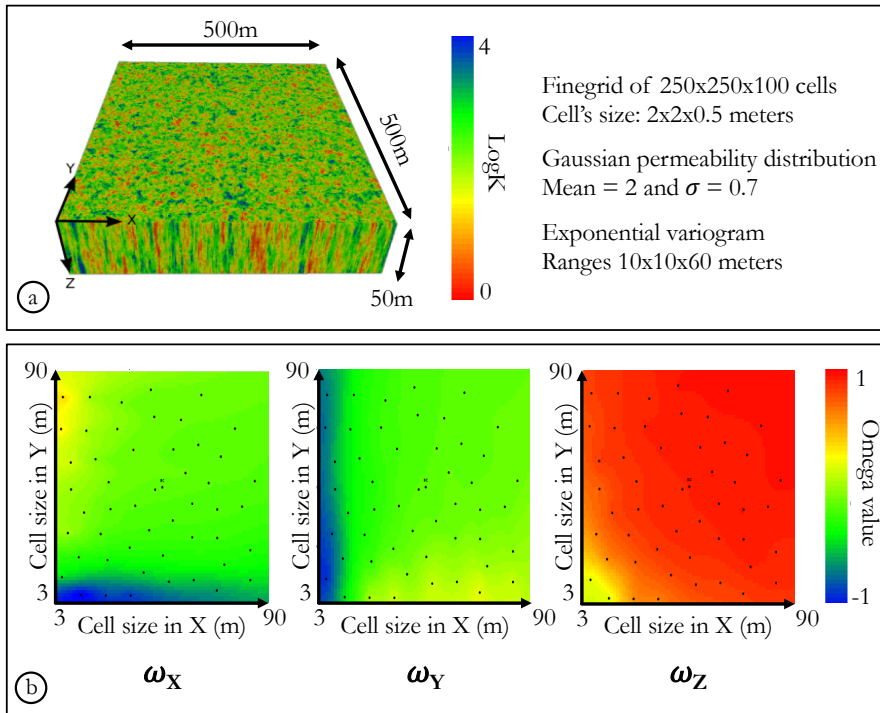 500m
500m
50m
Y
X
Z
4
LogK
0
Finegrid of 250x250x100 cells
Cell's size: 2x2x0.5 meters
Gaussian permeability distribution
Mean = 2 and σ = 0.7
Exponential variogram
Ranges 10x10x60 meters
a
90
Cell size in Y (m)
3
3
Cell size in X (m)
90
ωX
90
Cell size in Y (m)
3
3
Cell size in X (m)
90
ωY
90
Cell size in Y (m)
3
3
Cell size in X (m)
90
ωZ
1
Omega value
-1
b